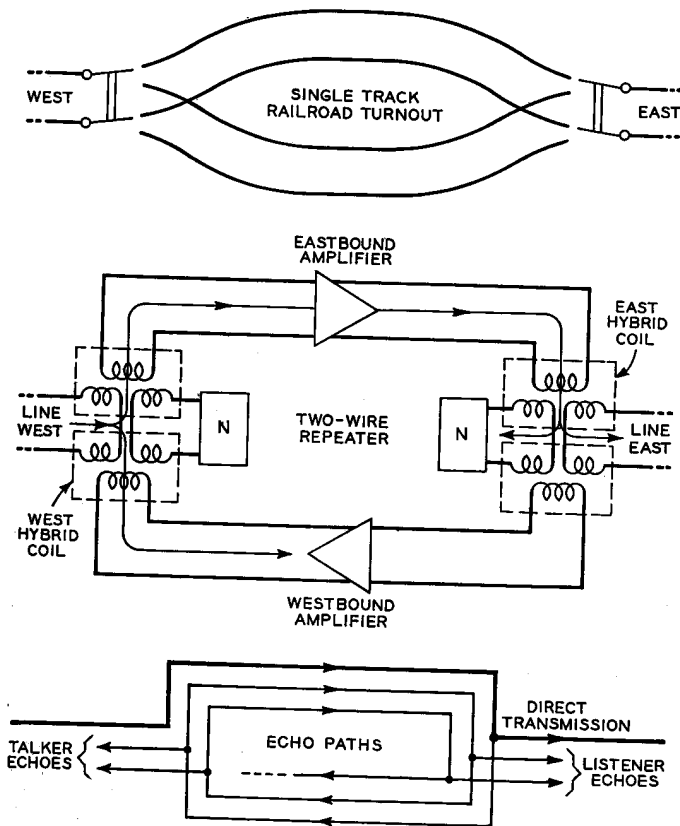 WEST
SINGLE TRACK
RAILROAD TURNOUT
EAST
EASTBOUND
AMPLIFIER
EAST
HYBRID
COIL
LINE
WEST
N
TWO-WIRE
REPEATER
N
LINE
EAST
WEST
HYBRID
COIL
WESTBOUND
AMPLIFIER
DIRECT
TRANSMISSION
TALKER
ECHOES
ECHO PATHS
LISTENER
ECHOES